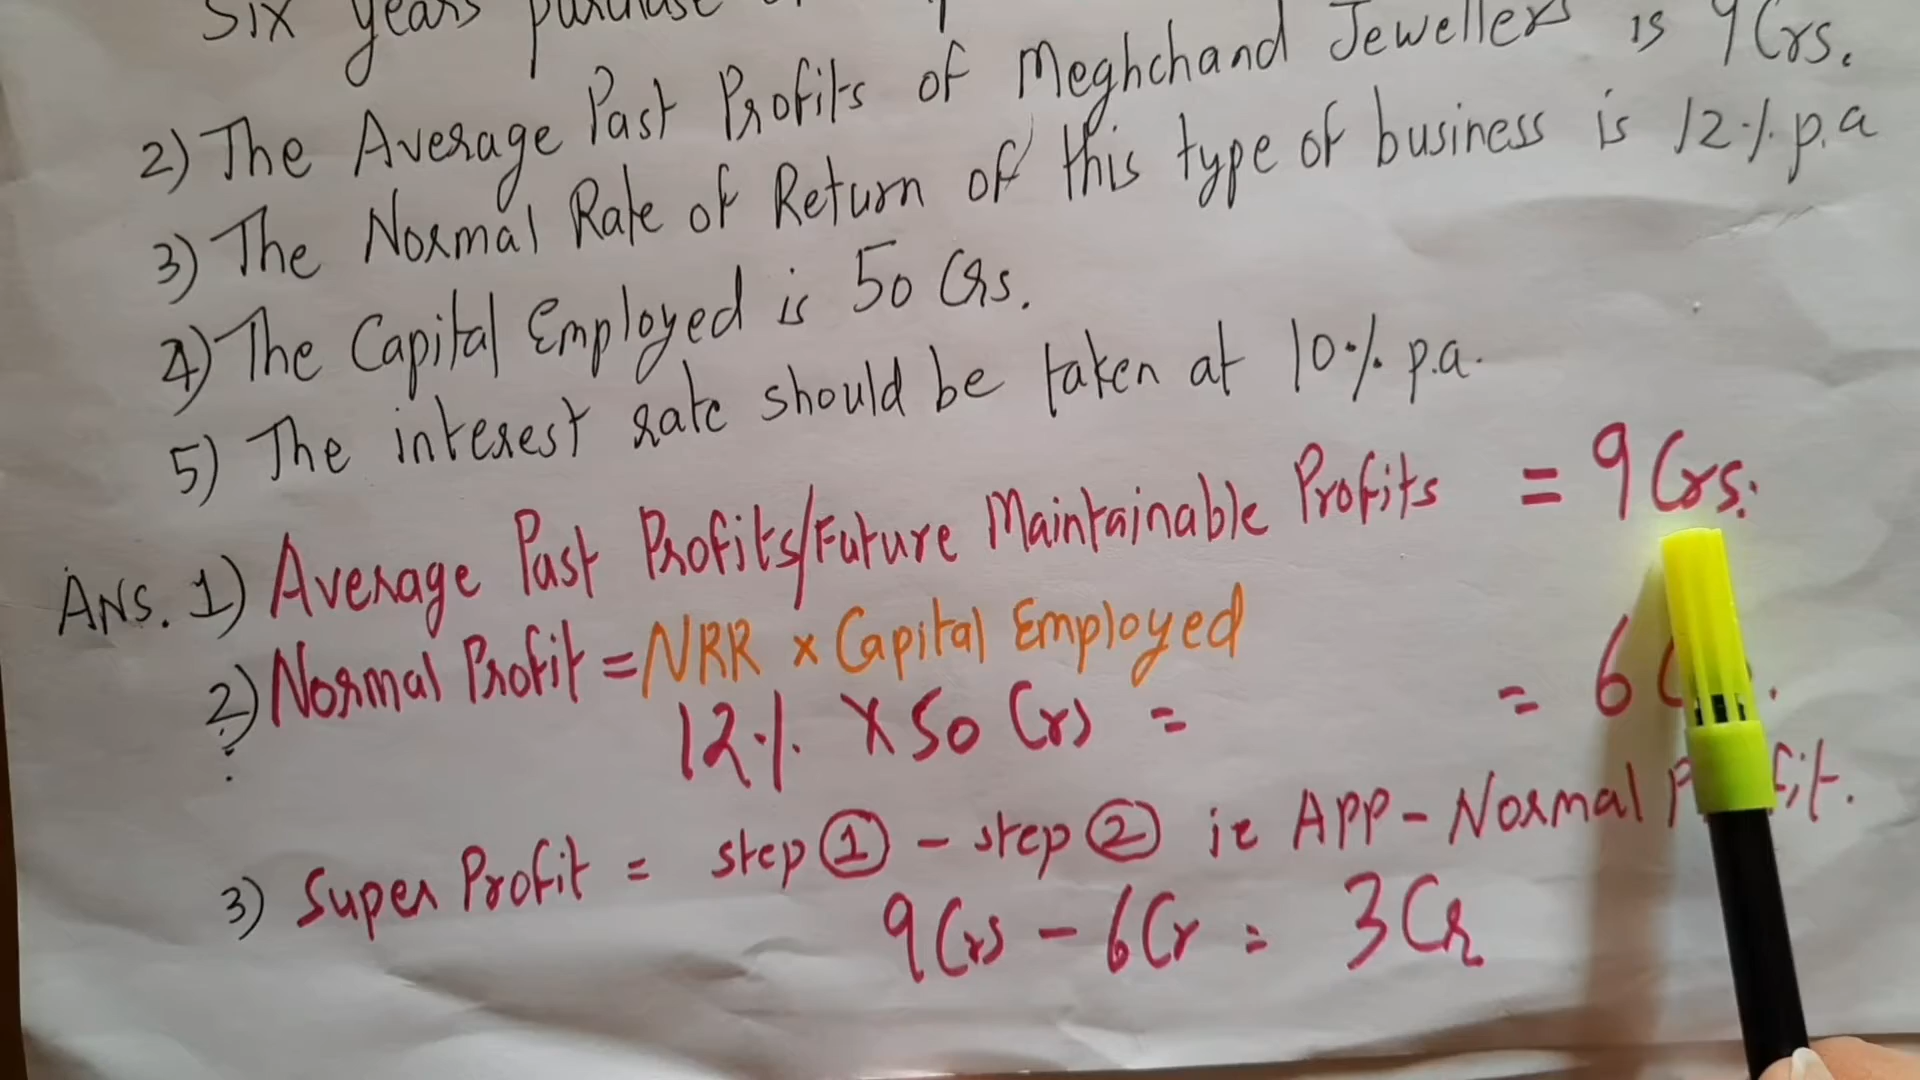 Six years purchase
2) The Average Past Profits of Meghchand Jewellers is 9 Crs.
3) The Normal Rate of Return of this type of business is 12% p.a
4) The Capital Employed is 50 Crs.
5) The interest rate should be taken at 10% p.a.
ANS. 1) Average Past Profits/Future Maintainable Profits = 9 Crs.
2) Normal Profit = NRR x Capital Employed
12% X 50 Crs = = 6
3) Super Profit = step ① - step ② ie APP - Normal Profit.
9 Crs - 6 Cr = 3 Cr